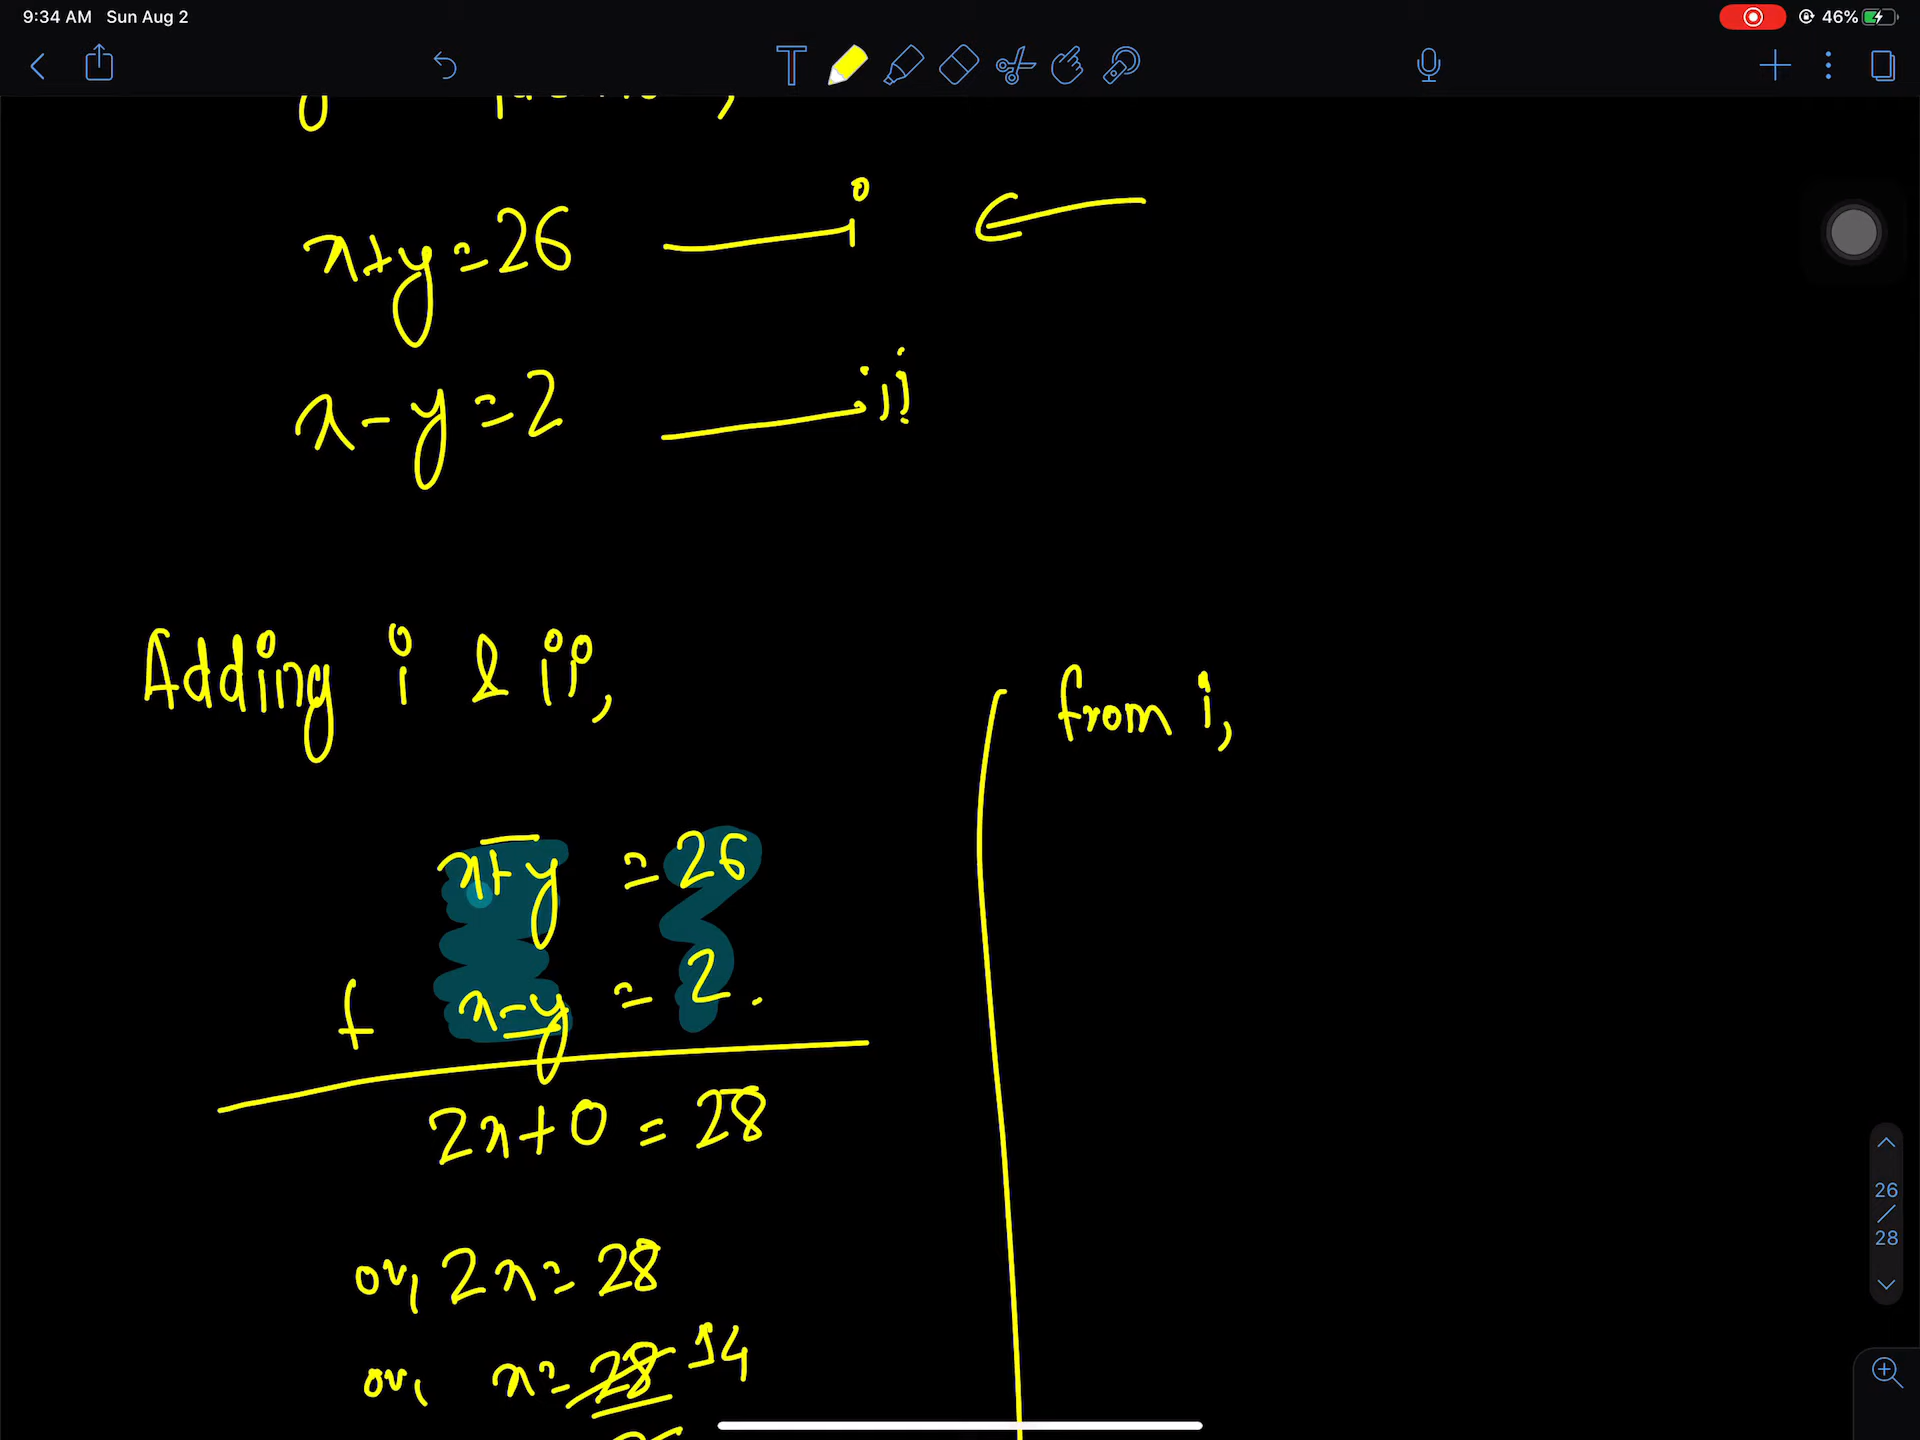 9:34 AM Sun Aug 2
46%
T
x+y=26 — i
x-y=2 — ii
Adding i & ii,
x+y = 26
+ x-y = 2.
2x+0 = 28
or, 2x = 28
or, x = 28 14
from i,
26
/
28